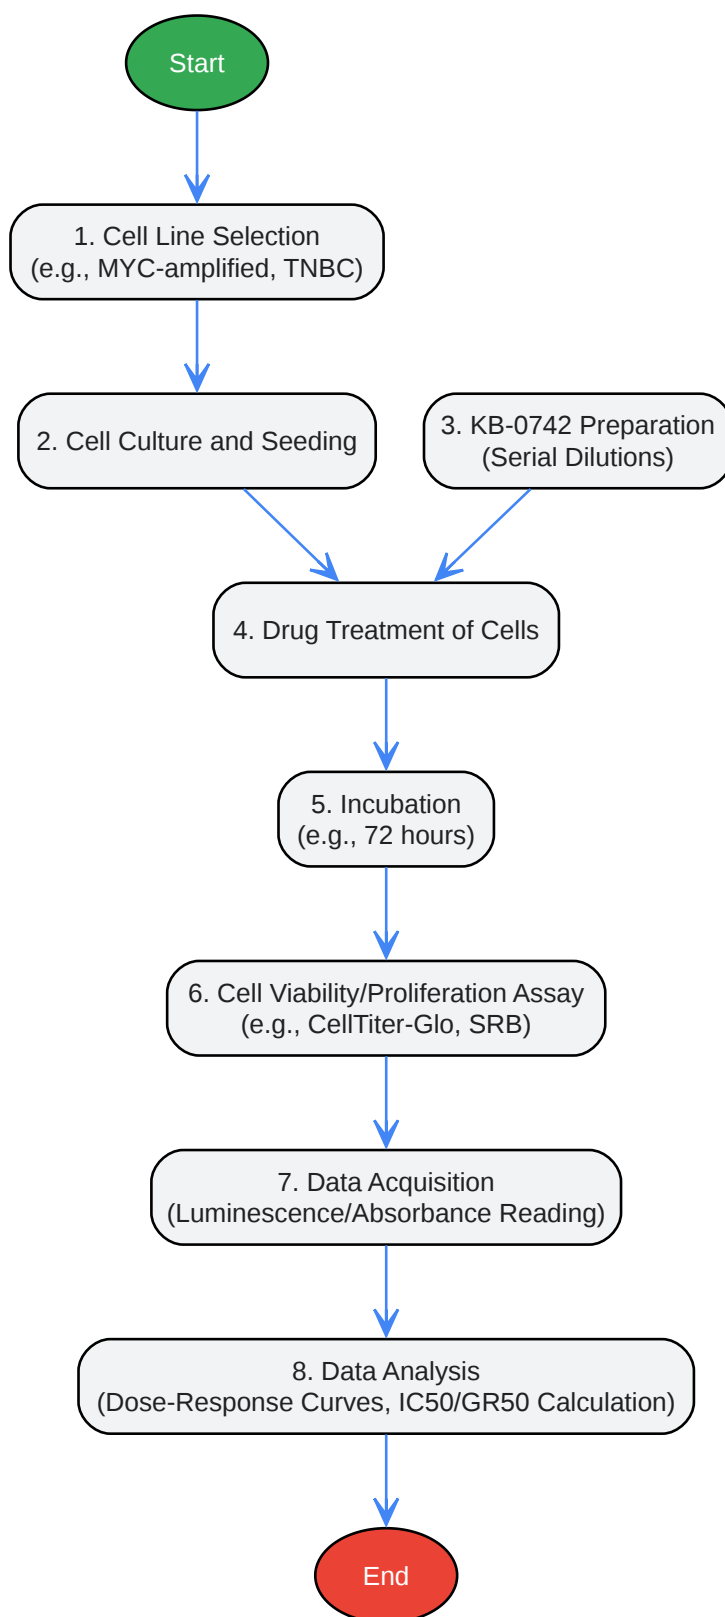 Start
1. Cell Line Selection
(e.g., MYC-amplified, TNBC)
2. Cell Culture and Seeding
3. KB-0742 Preparation
(Serial Dilutions)
4. Drug Treatment of Cells
5. Incubation
(e.g., 72 hours)
6. Cell Viability/Proliferation Assay
(e.g., CellTiter-Glo, SRB)
7. Data Acquisition
(Luminescence/Absorbance Reading)
8. Data Analysis
(Dose-Response Curves, IC50/GR50 Calculation)
End